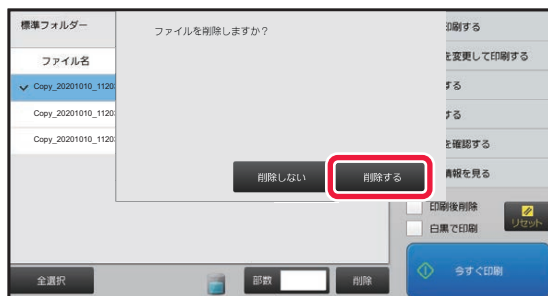 標準フォルダー
ファイル名
Copy_20201010_1120
Copy_20201010_1120
Copy_20201010_1120
ファイルを削除しますか?
削除しない
削除する
印刷する
を変更して印刷する
する
する
を確認する
情報を見る
印刷後削除
白黒で印刷
リセット
全選択
部数
削除
今すぐ印刷